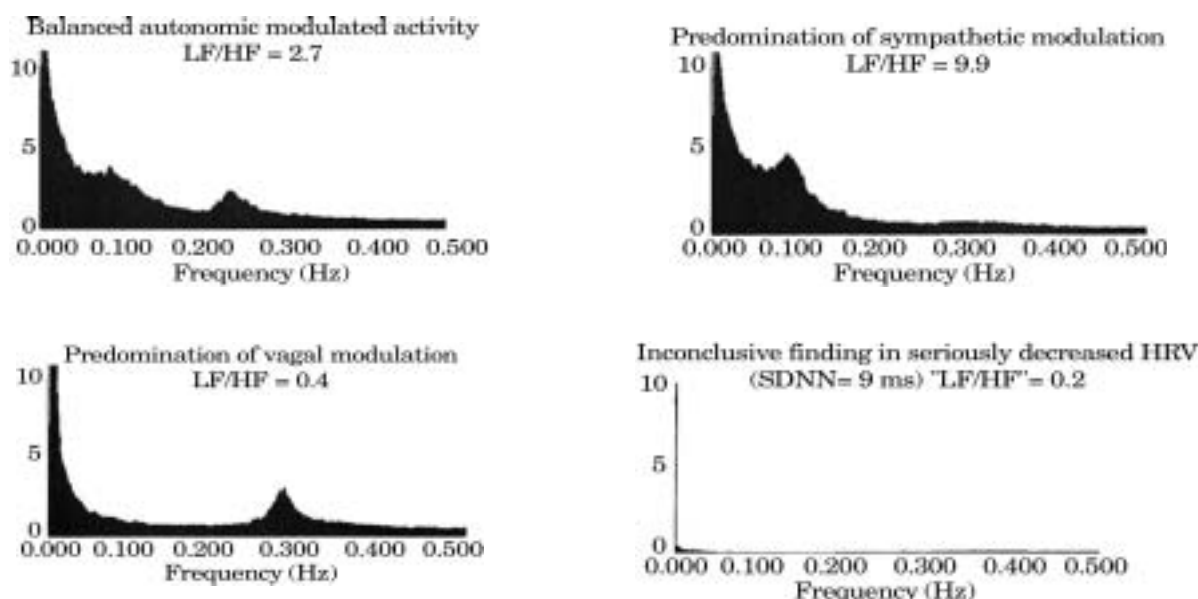 Balanced autonomic modulated activity
LF/HF = 2.7
10
5
0
0.000 0.100 0.200 0.300 0.400 0.500
Frequency (Hz)
Predomination of sympathetic modulation
LF/HF = 9.9
10
5
0
0.000 0.100 0.200 0.300 0.400 0.500
Frequency (Hz)
Predomination of vagal modulation
LF/HF = 0.4
10
5
0
0.000 0.100 0.200 0.300 0.400 0.500
Frequency (Hz)
Inconclusive finding in seriously decreased HRV
(SDNN= 9 ms) "LF/HF"= 0.2
10
5
0
0.000 0.100 0.200 0.300 0.400 0.500
Frequency (Hz)